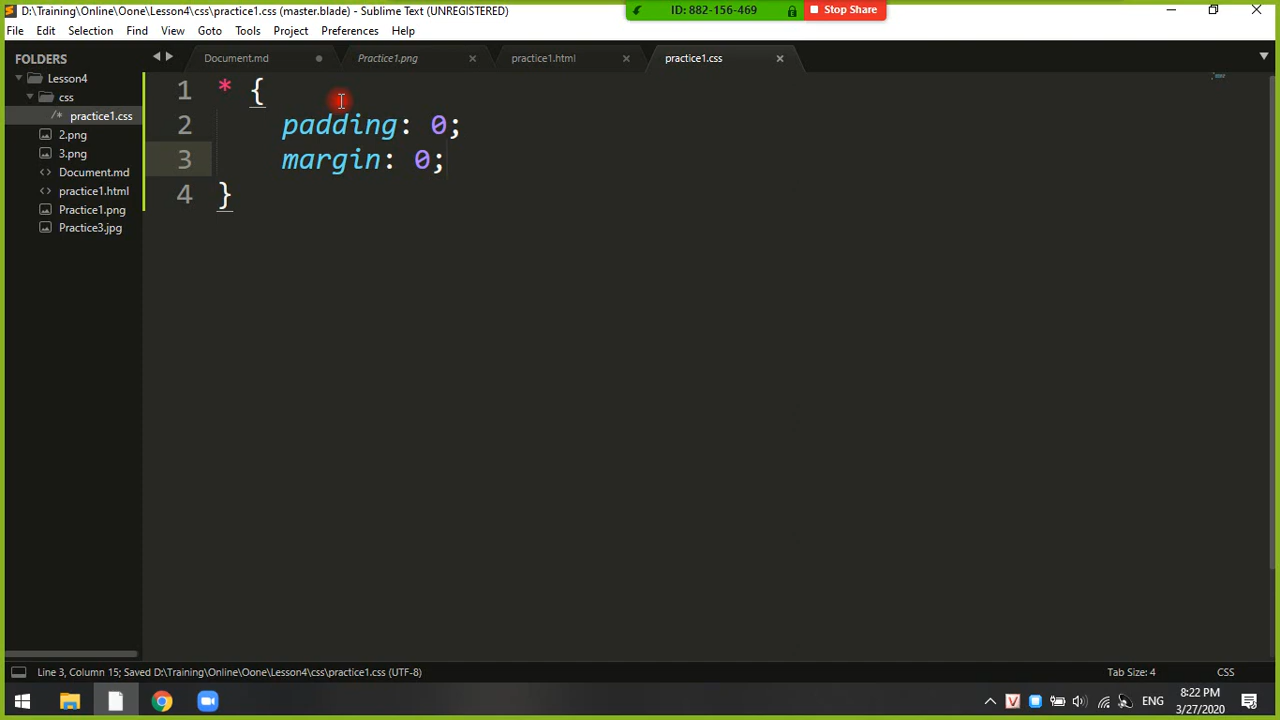 D:\Training\Online\Oone\Lesson4\css\practice1.css (master.blade) - Sublime Text (UNREGISTERED)
ID: 882-156-469
Stop Share
File Edit Selection Find View Goto Tools Project Preferences Help
FOLDERS
Lesson4
css
/* practice1.css
2.png
3.png
<> Document.md
<> practice1.html
Practice1.png
Practice3.jpg
Document.md
Practice1.png
practice1.html
practice1.css
1 * {
2 padding: 0;
3 margin: 0;
4 }
Line 3, Column 15; Saved D:\Training\Online\Oone\Lesson4\css\practice1.css (UTF-8)
Tab Size: 4
CSS
V
ENG
8:22 PM
3/27/2020